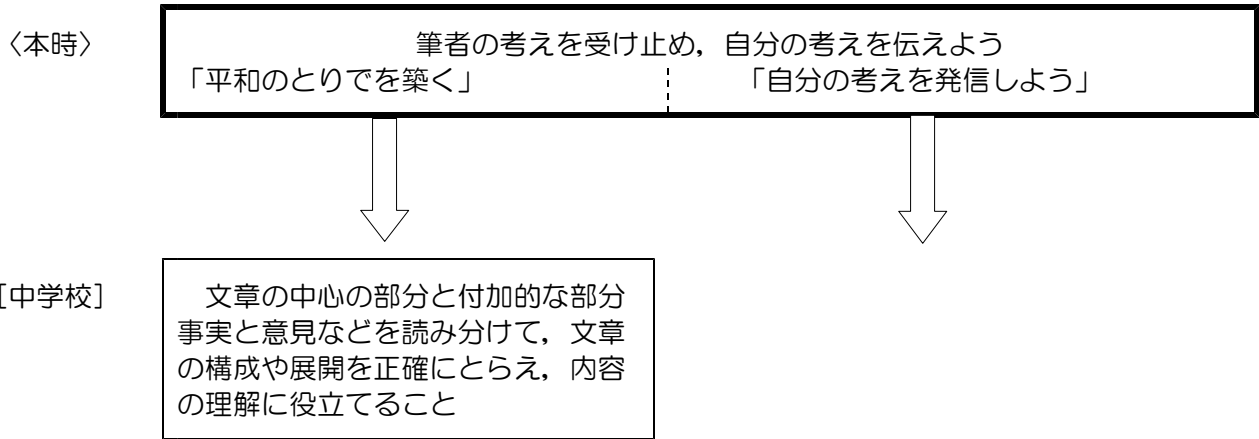 〈本時〉
筆者の考えを受け止め，自分の考えを伝えよう
「平和のとりでを築く」 「自分の考えを発信しよう」
［中学校］
文章の中心の部分と付加的な部分
事実と意見などを読み分けて，文章
の構成や展開を正確にとらえ，内容
の理解に役立てること